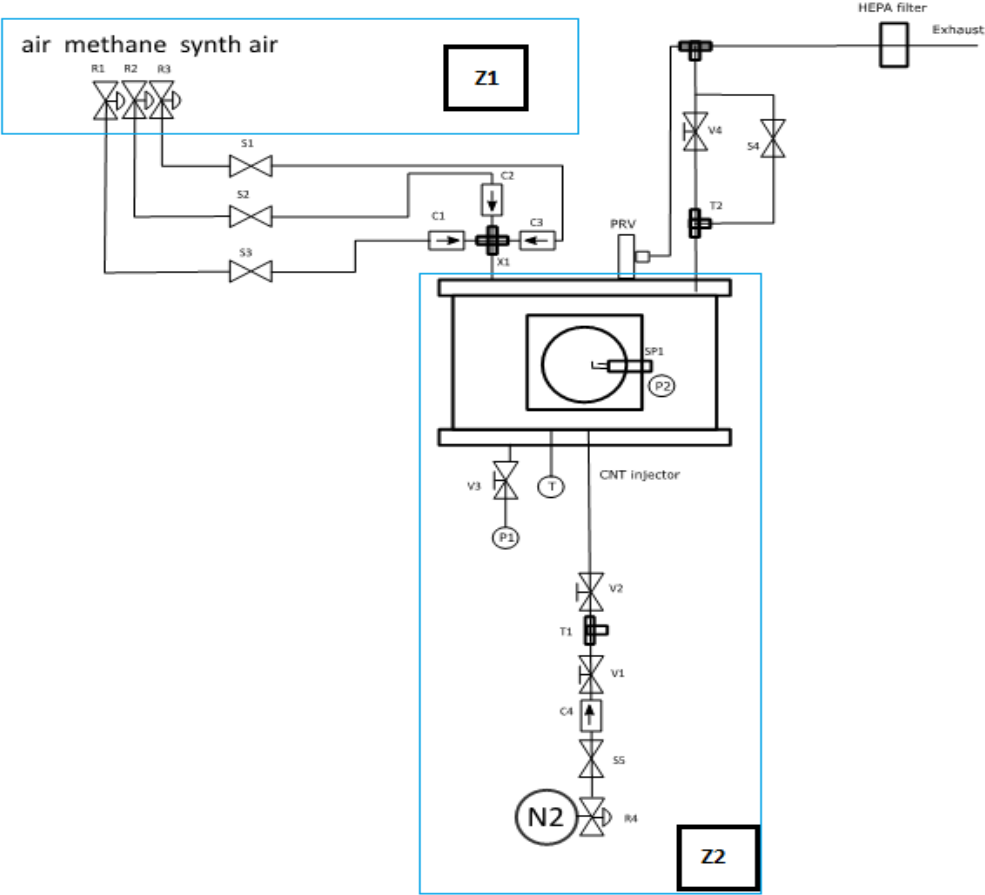 HEPA filter
Exhaust
air methane synth air
Z1
R1 R2 R3
S1
V4
S4
C2
S2
T2
C1
C3
PRV
S3
X1
SP1
P2
CNT injector
V3
T
P1
V2
T1
V1
C4
S5
N2
R4
Z2